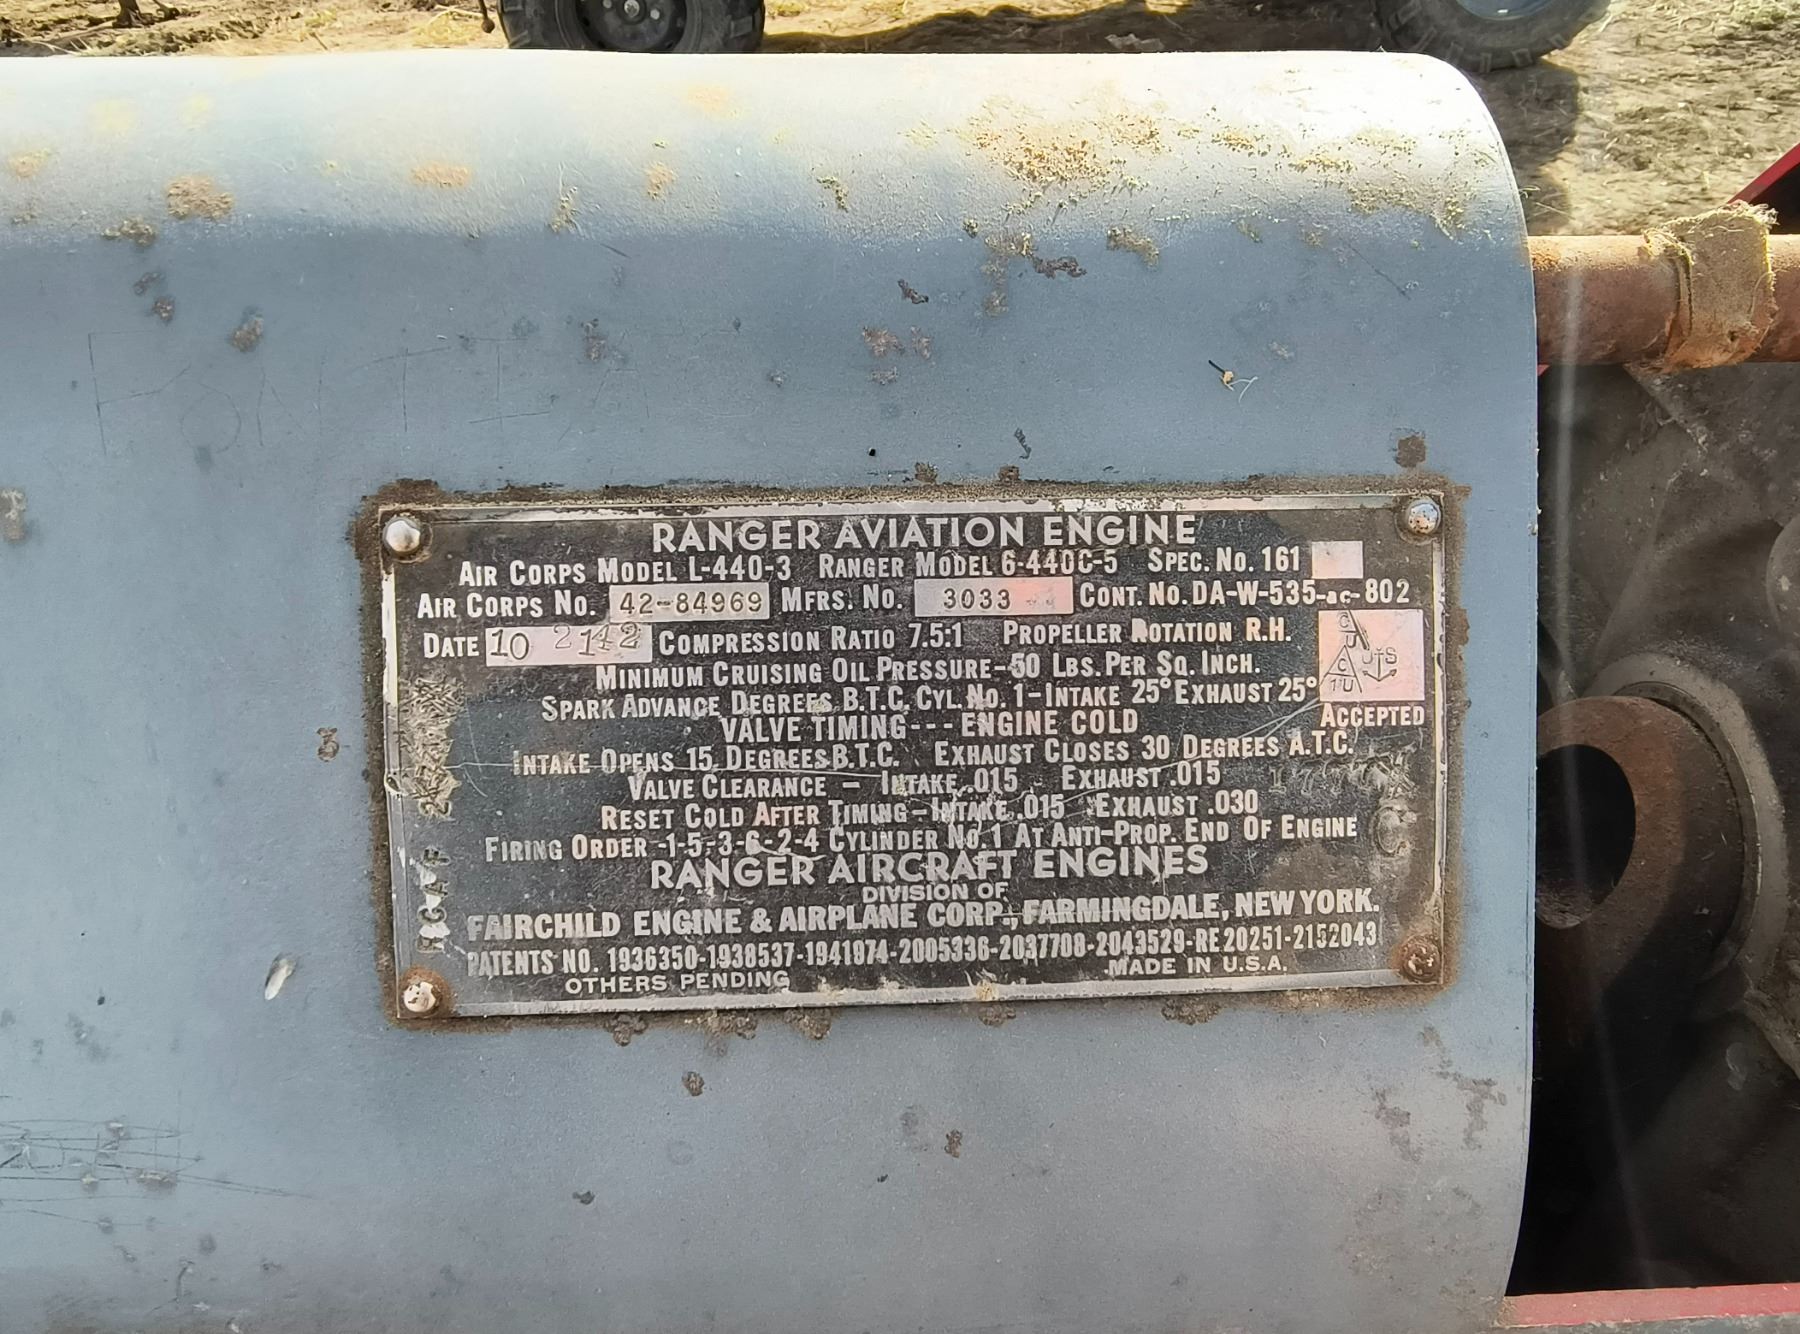 RANGER AVIATION ENGINE
AIR CORPS MODEL L-440-3 RANGER MODEL 6-440C-5 SPEC. NO. 161
AIR CORPS NO. 42-84969 MFRS. NO. 3033 CONT. NO. DA-W-535-ac-802
DATE 10 2 142 COMPRESSION RATIO 7.5:1 PROPELLER ROTATION R.H.
MINIMUM CRUISING OIL PRESSURE-50 LBS. PER SQ. INCH.
SPARK ADVANCE DEGREES B.T.C. CYL. NO. 1-INTAKE 25° EXHAUST 25°
ACCEPTED
VALVE TIMING---ENGINE COLD
INTAKE OPENS 15 DEGREES B.T.C. EXHAUST CLOSES 30 DEGREES A.T.C.
VALVE CLEARANCE - INTAKE .015 EXHAUST .015
RESET COLD AFTER TIMING-INTAKE .015 EXHAUST .030
FIRING ORDER -1-5-3-6-2-4 CYLINDER NO. 1 AT ANTI-PROP. END OF ENGINE
RANGER AIRCRAFT ENGINES
DIVISION OF
FAIRCHILD ENGINE & AIRPLANE CORP., FARMINGDALE, NEW YORK.
PATENTS NO. 1936350-1938537-1941974-2005336-2037708-2043529-RE20251-2152043
OTHERS PENDING MADE IN U.S.A.